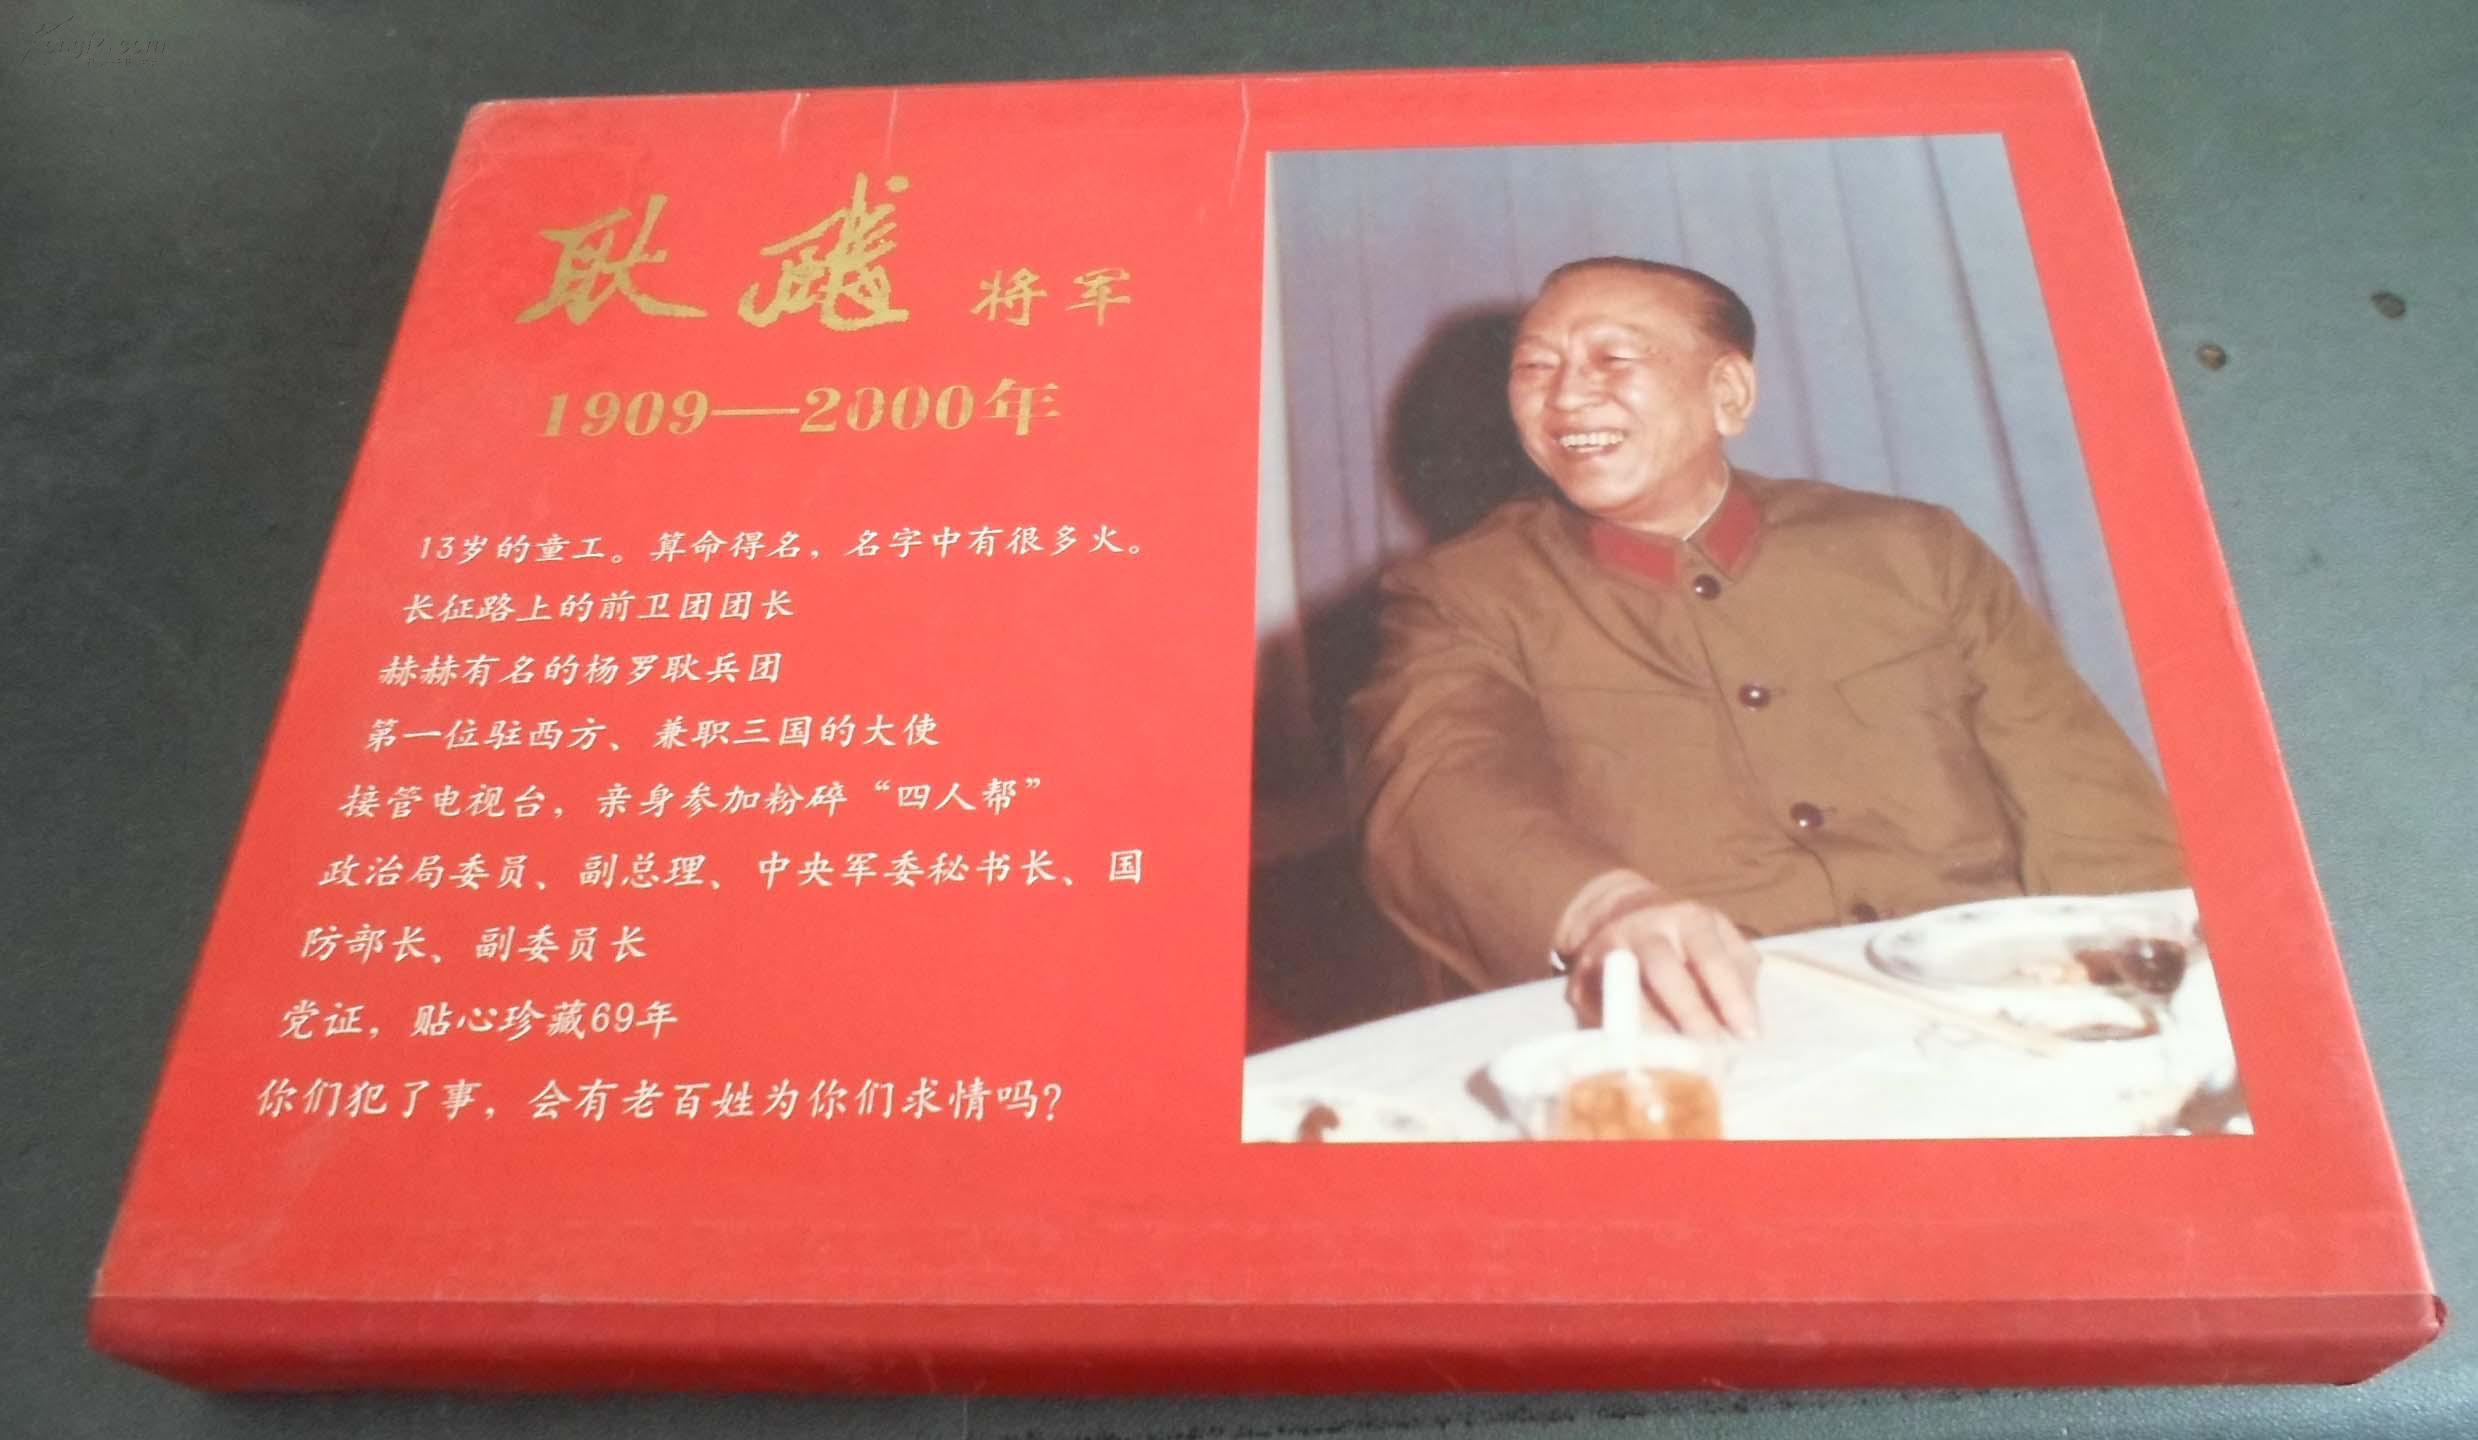 耿飚 将军
1909—2000年
13岁的童工。算命得名，名字中有很多火。
长征路上的前卫团团长
赫赫有名的杨罗耿兵团
第一位驻西方、兼职三国的大使
接管电视台，亲身参加粉碎“四人帮”
政治局委员、副总理、中央军委秘书长、国
防部长、副委员长
党证，贴心珍藏69年
你们犯了事，会有老百姓为你们求情吗？